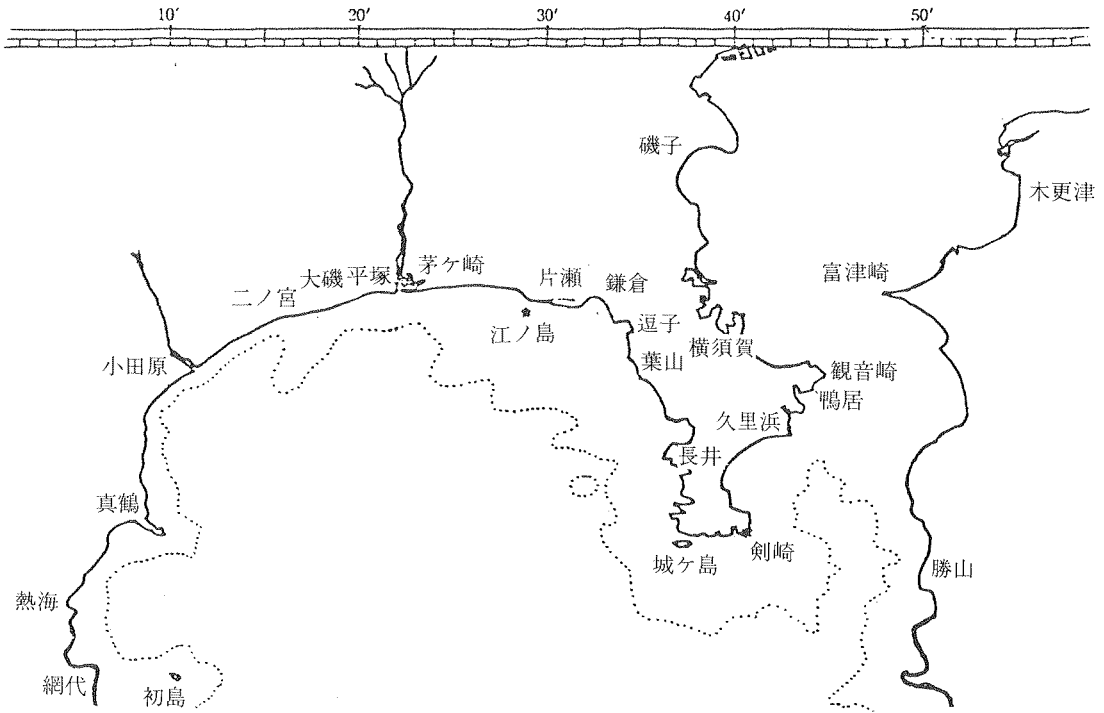 10′ 20′ 30′ 40′ 50′
磯子
木更津
富津崎
茅ケ崎
平塚
大磯
二ノ宮
片瀬
鎌倉
江ノ島
逗子
横須賀
葉山
小田原
観音崎
鴨居
久里浜
長井
真鶴
剣崎
城ケ島
勝山
熱海
網代
初島